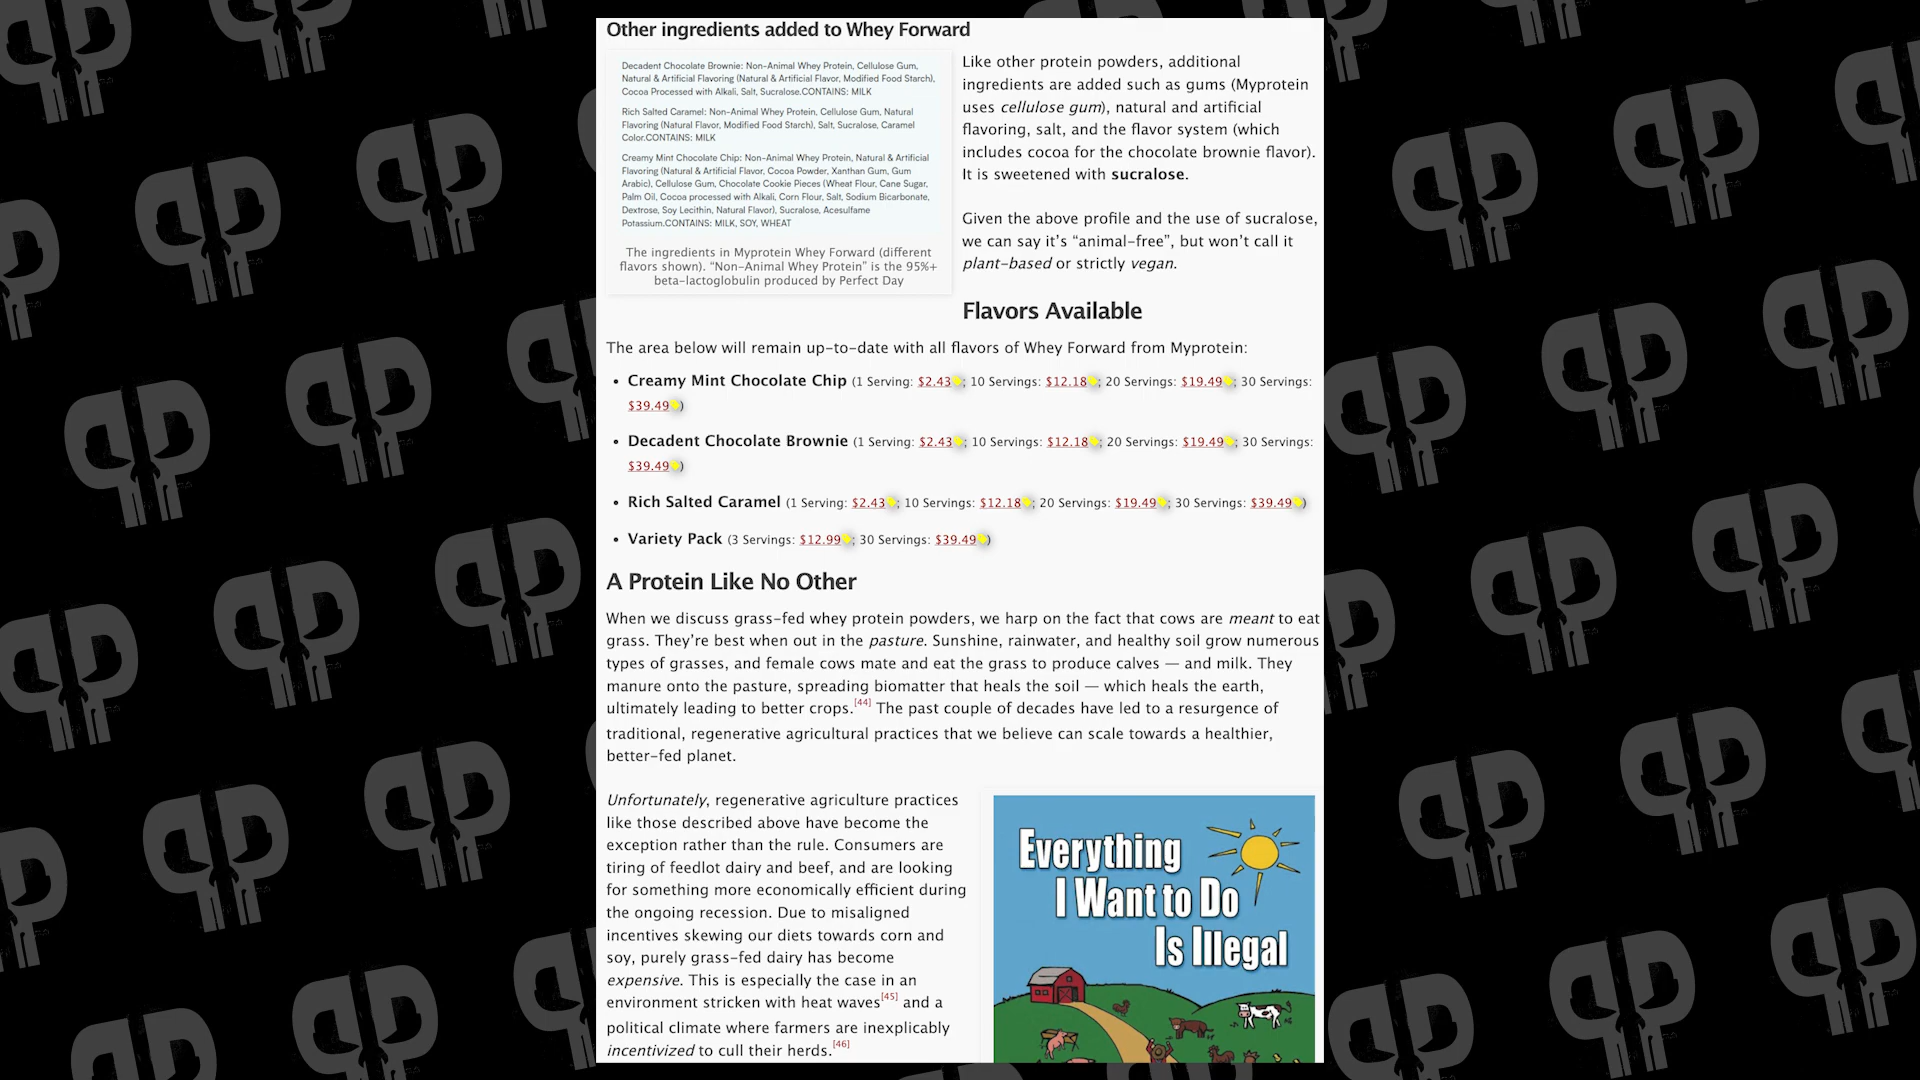 Other ingredients added to Whey Forward
Decadent Chocolate Brownie: Non-Animal Whey Protein, Cellulose Gum,
Natural & Artificial Flavoring (Natural & Artificial Flavor, Modified Food Starch),
Cocoa Processed with Alkali, Salt, Sucralose.CONTAINS: MILK
Rich Salted Caramel: Non-Animal Whey Protein, Cellulose Gum, Natural
Flavoring (Natural Flavor, Modified Food Starch), Salt, Sucralose, Caramel
Color.CONTAINS: MILK
Creamy Mint Chocolate Chip: Non-Animal Whey Protein, Natural & Artificial
Flavoring (Natural & Artificial Flavor, Cocoa Powder, Xanthan Gum, Gum
Arabic), Cellulose Gum, Chocolate Cookie Pieces (Wheat Flour, Cane Sugar,
Palm Oil, Cocoa processed with Alkali, Corn Flour, Salt, Sodium Bicarbonate,
Dextrose, Soy Lecithin, Natural Flavor), Sucralose, Acesulfame
Potassium.CONTAINS: MILK, SOY, WHEAT
The ingredients in Myprotein Whey Forward (different
flavors shown). “Non-Animal Whey Protein” is the 95%+
beta-lactoglobulin produced by Perfect Day
Like other protein powders, additional
ingredients are added such as gums (Myprotein
uses cellulose gum), natural and artificial
flavoring, salt, and the flavor system (which
includes cocoa for the chocolate brownie flavor).
It is sweetened with sucralose.
Given the above profile and the use of sucralose,
we can say it’s “animal-free”, but won’t call it
plant-based or strictly vegan.
Flavors Available
The area below will remain up-to-date with all flavors of Whey Forward from Myprotein:
• Creamy Mint Chocolate Chip (1 Serving: $2.43; 10 Servings: $12.18; 20 Servings: $19.49; 30 Servings:
$39.49)
• Decadent Chocolate Brownie (1 Serving: $2.43; 10 Servings: $12.18; 20 Servings: $19.49; 30 Servings:
$39.49)
• Rich Salted Caramel (1 Serving: $2.43; 10 Servings: $12.18; 20 Servings: $19.49; 30 Servings: $39.49)
• Variety Pack (3 Servings: $12.99; 30 Servings: $39.49)
A Protein Like No Other
When we discuss grass-fed whey protein powders, we harp on the fact that cows are meant to eat
grass. They’re best when out in the pasture. Sunshine, rainwater, and healthy soil grow numerous
types of grasses, and female cows mate and eat the grass to produce calves — and milk. They
manure onto the pasture, spreading biomatter that heals the soil — which heals the earth,
ultimately leading to better crops.[44] The past couple of decades have led to a resurgence of
traditional, regenerative agricultural practices that we believe can scale towards a healthier,
better-fed planet.
Unfortunately, regenerative agriculture practices
like those described above have become the
exception rather than the rule. Consumers are
tiring of feedlot dairy and beef, and are looking
for something more economically efficient during
the ongoing recession. Due to misaligned
incentives skewing our diets towards corn and
soy, purely grass-fed dairy has become
expensive. This is especially the case in an
environment stricken with heat waves[45] and a
political climate where farmers are inexplicably
incentivized to cull their herds.[46]
Everything
I Want to Do
Is Illegal